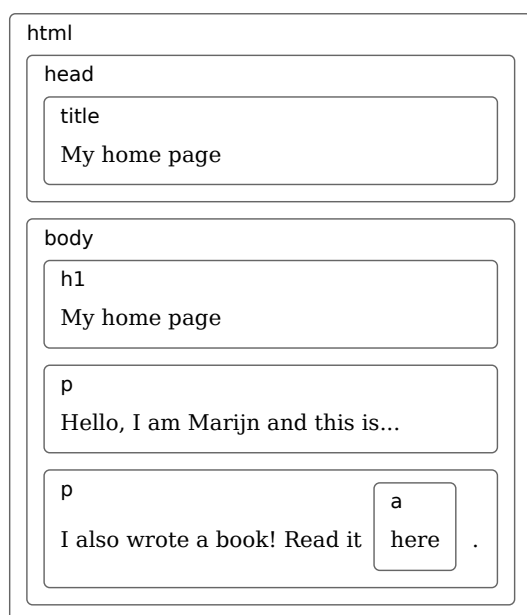 html
head
title
My home page
body
h1
My home page
p
Hello, I am Marijn and this is...
p
a
I also wrote a book! Read it here .